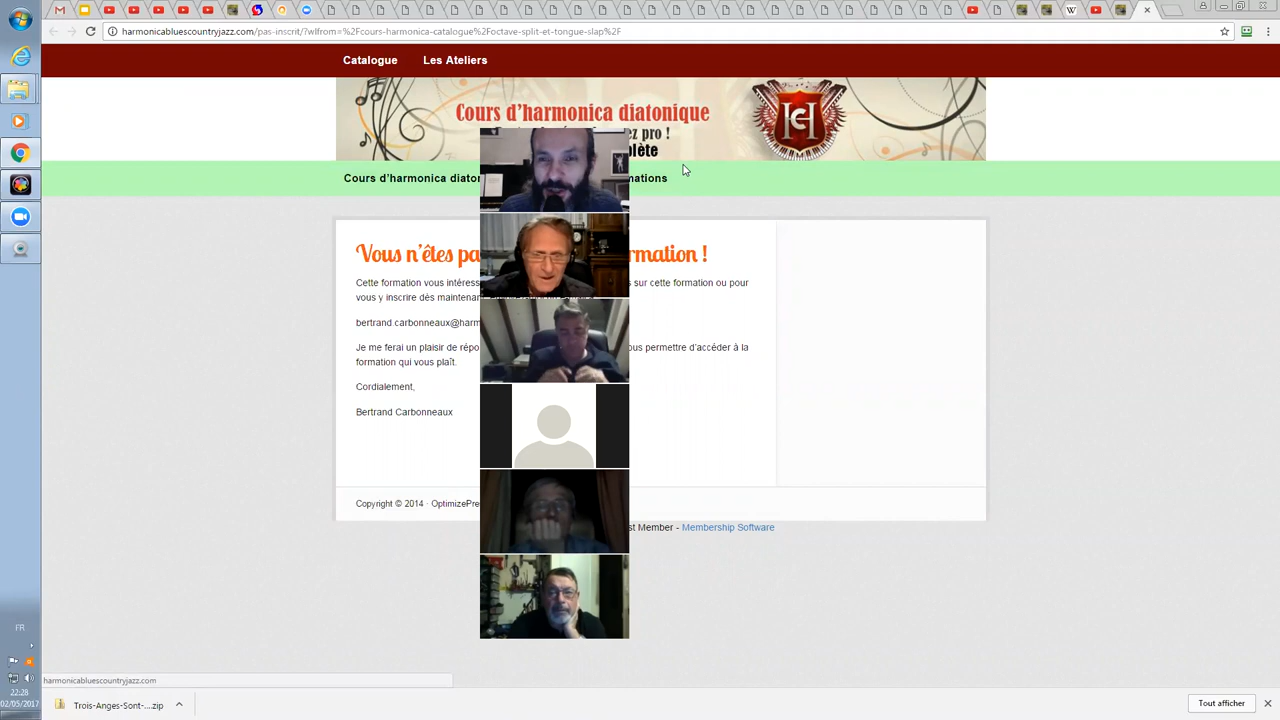 harmonicabluescountryjazz.com/pas-inscrit/?wlfrom=%2Fcours-harmonica-catalogue%2Foctave-split-et-tongue-slap%2F
Catalogue Les Ateliers
Cours d'harmonica diatonique
ez pro !
plète
HC
Cours d'harmonica diator mations
Vous n'êtes pa rmation !
Cette formation vous intéress s sur cette formation ou pour
vous y inscrire dès maintenar
bertrand carbonneaux@harm
Je me ferai un plaisir de répo ous permettre d'accéder à la
formation qui vous plaît.
Cordialement,
Bertrand Carbonneaux
Copyright © 2014 · OptimizePre
st Member - Membership Software
FR
22:28
02/05/2017
harmonicabluescountryjazz.com
Trois-Anges-Sont-....zip
Tout afficher